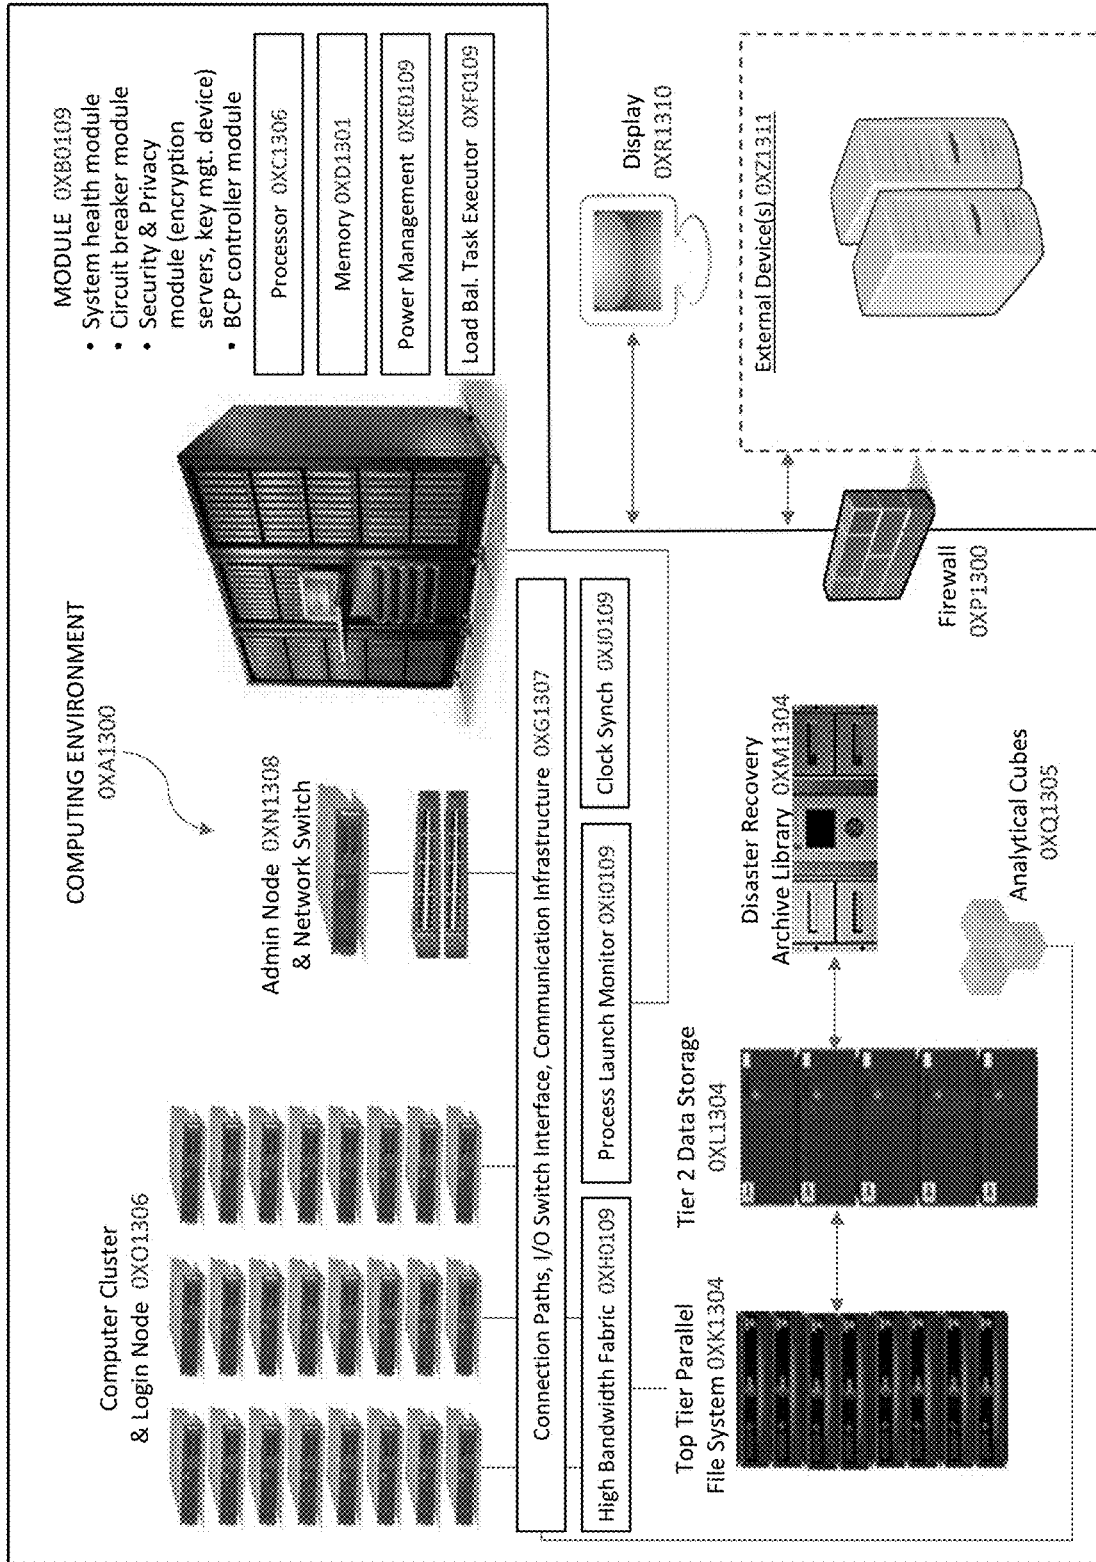 COMPUTING ENVIRONMENT
0XA1300
MODULE 0XB0109
• System health module
• Circuit breaker module
• Security & Privacy
module (encryption
servers, key mgt. device)
• BCP controller module
Processor 0XC1306
Memory 0XD1301
Power Management 0XE0109
Load Bal. Task Executor 0XF0109
Computer Cluster
& Login Node 0XO1306
Admin Node 0XN1308
& Network Switch
Connection Paths, I/O Switch Interface, Communication Infrastructure 0XG1307
High Bandwidth Fabric 0XH0109
Process Launch Monitor 0XI0109
Clock Synch 0XJ0109
Top Tier Parallel
File System 0XK1304
Tier 2 Data Storage
0XL1304
Disaster Recovery
Archive Library 0XM1304
Analytical Cubes
0XQ1305
Firewall
0XP1300
Display
0XR1310
External Device(s) 0XZ1311